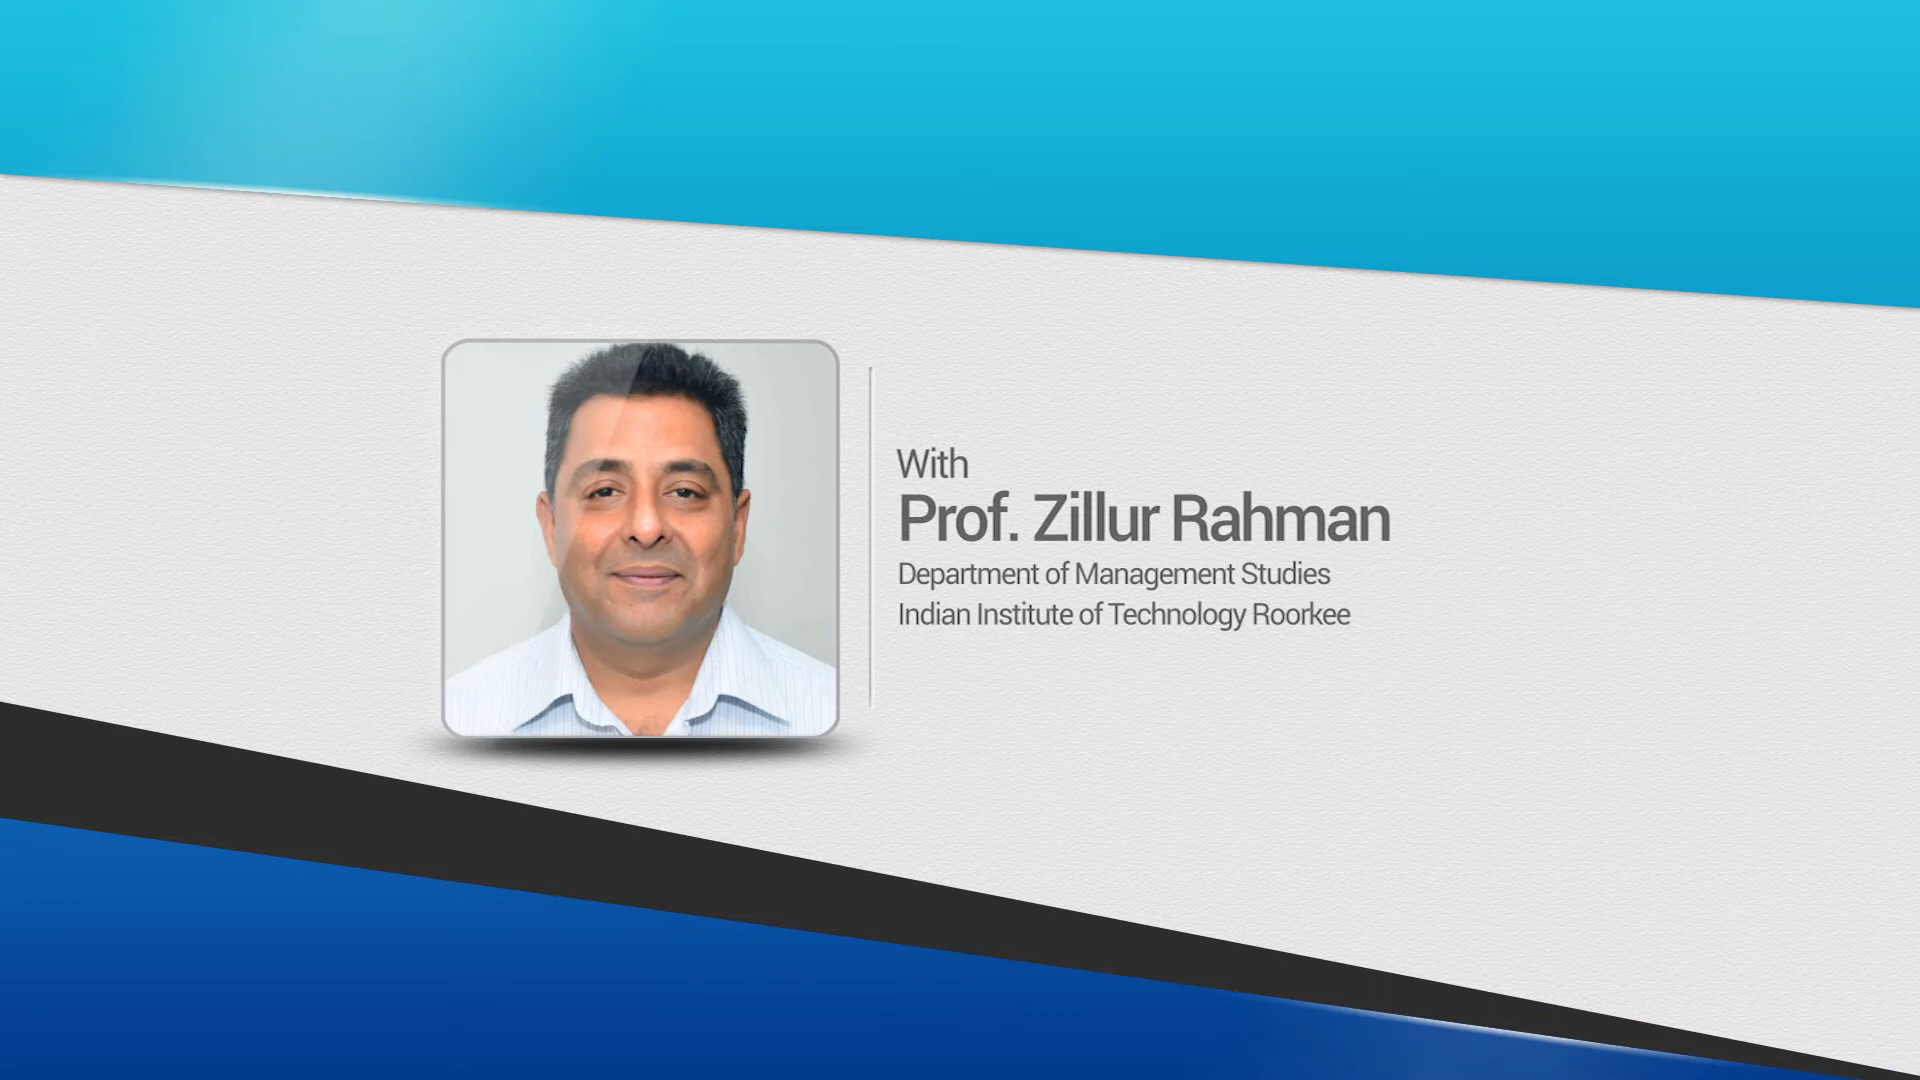 With
Prof. Zillur Rahman
Department of Management Studies
Indian Institute of Technology Roorkee